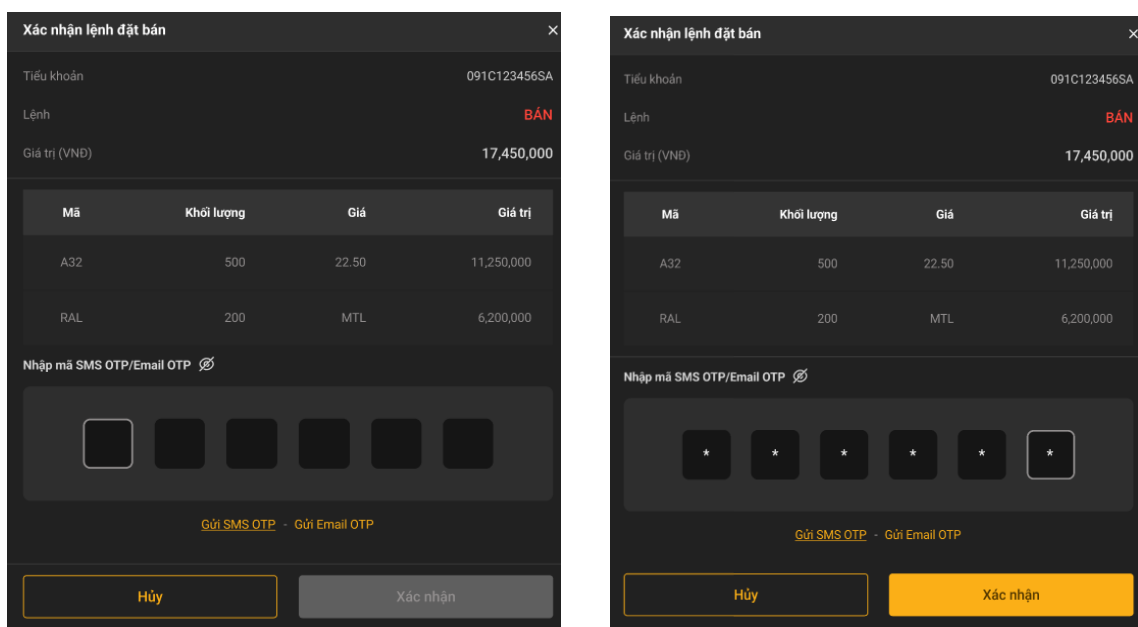 Xác nhận lệnh đặt bán ×
Tiểu khoản 091C123456SA
Lệnh BÁN
Giá trị (VNĐ) 17,450,000
Mã Khối lượng Giá Giá trị
A32 500 22.50 11,250,000
RAL 200 MTL 6,200,000
Nhập mã SMS OTP/Email OTP
Gửi SMS OTP - Gửi Email OTP
Hủy Xác nhận
Xác nhận lệnh đặt bán ×
Tiểu khoản 091C123456SA
Lệnh BÁN
Giá trị (VNĐ) 17,450,000
Mã Khối lượng Giá Giá trị
A32 500 22.50 11,250,000
RAL 200 MTL 6,200,000
Nhập mã SMS OTP/Email OTP
* * * * * *
Gửi SMS OTP - Gửi Email OTP
Hủy Xác nhận